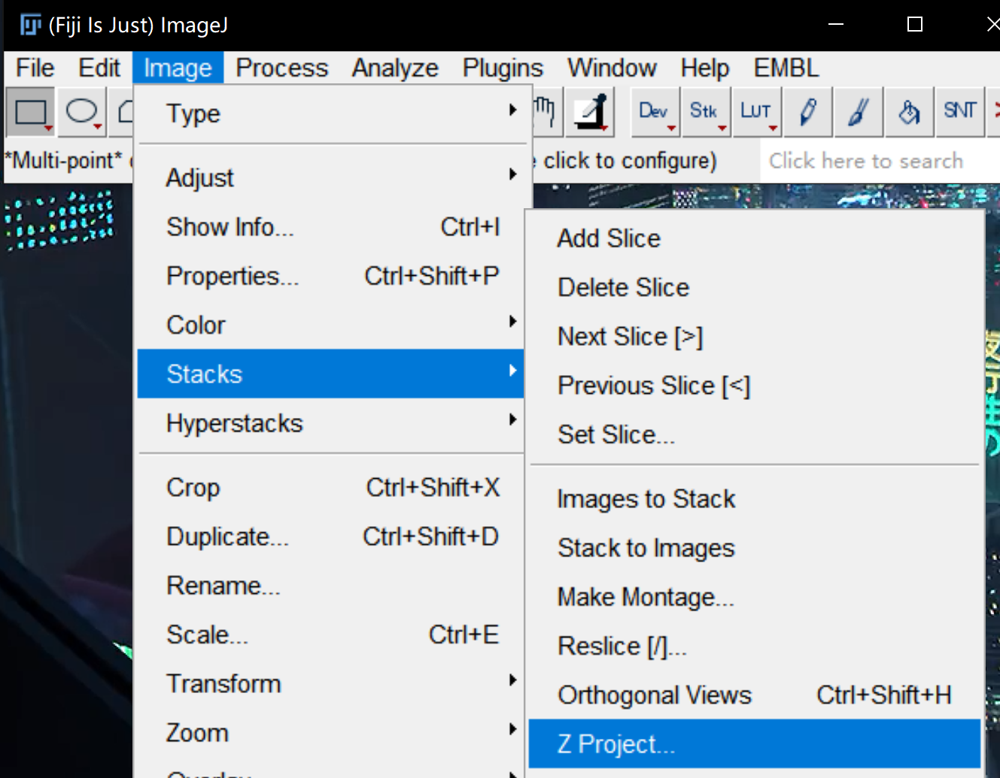 (Fiji Is Just) ImageJ
File Edit Image Process Analyze Plugins Window Help EMBL
Dev Stk LUT SNT
*Multi-point* click to configure) Click here to search
Type
Adjust
Show Info... Ctrl+I
Properties... Ctrl+Shift+P
Color
Stacks
Hyperstacks
Crop Ctrl+Shift+X
Duplicate... Ctrl+Shift+D
Rename...
Scale... Ctrl+E
Transform
Zoom
Add Slice
Delete Slice
Next Slice [>]
Previous Slice [<]
Set Slice...
Images to Stack
Stack to Images
Make Montage...
Reslice [/]...
Orthogonal Views Ctrl+Shift+H
Z Project...